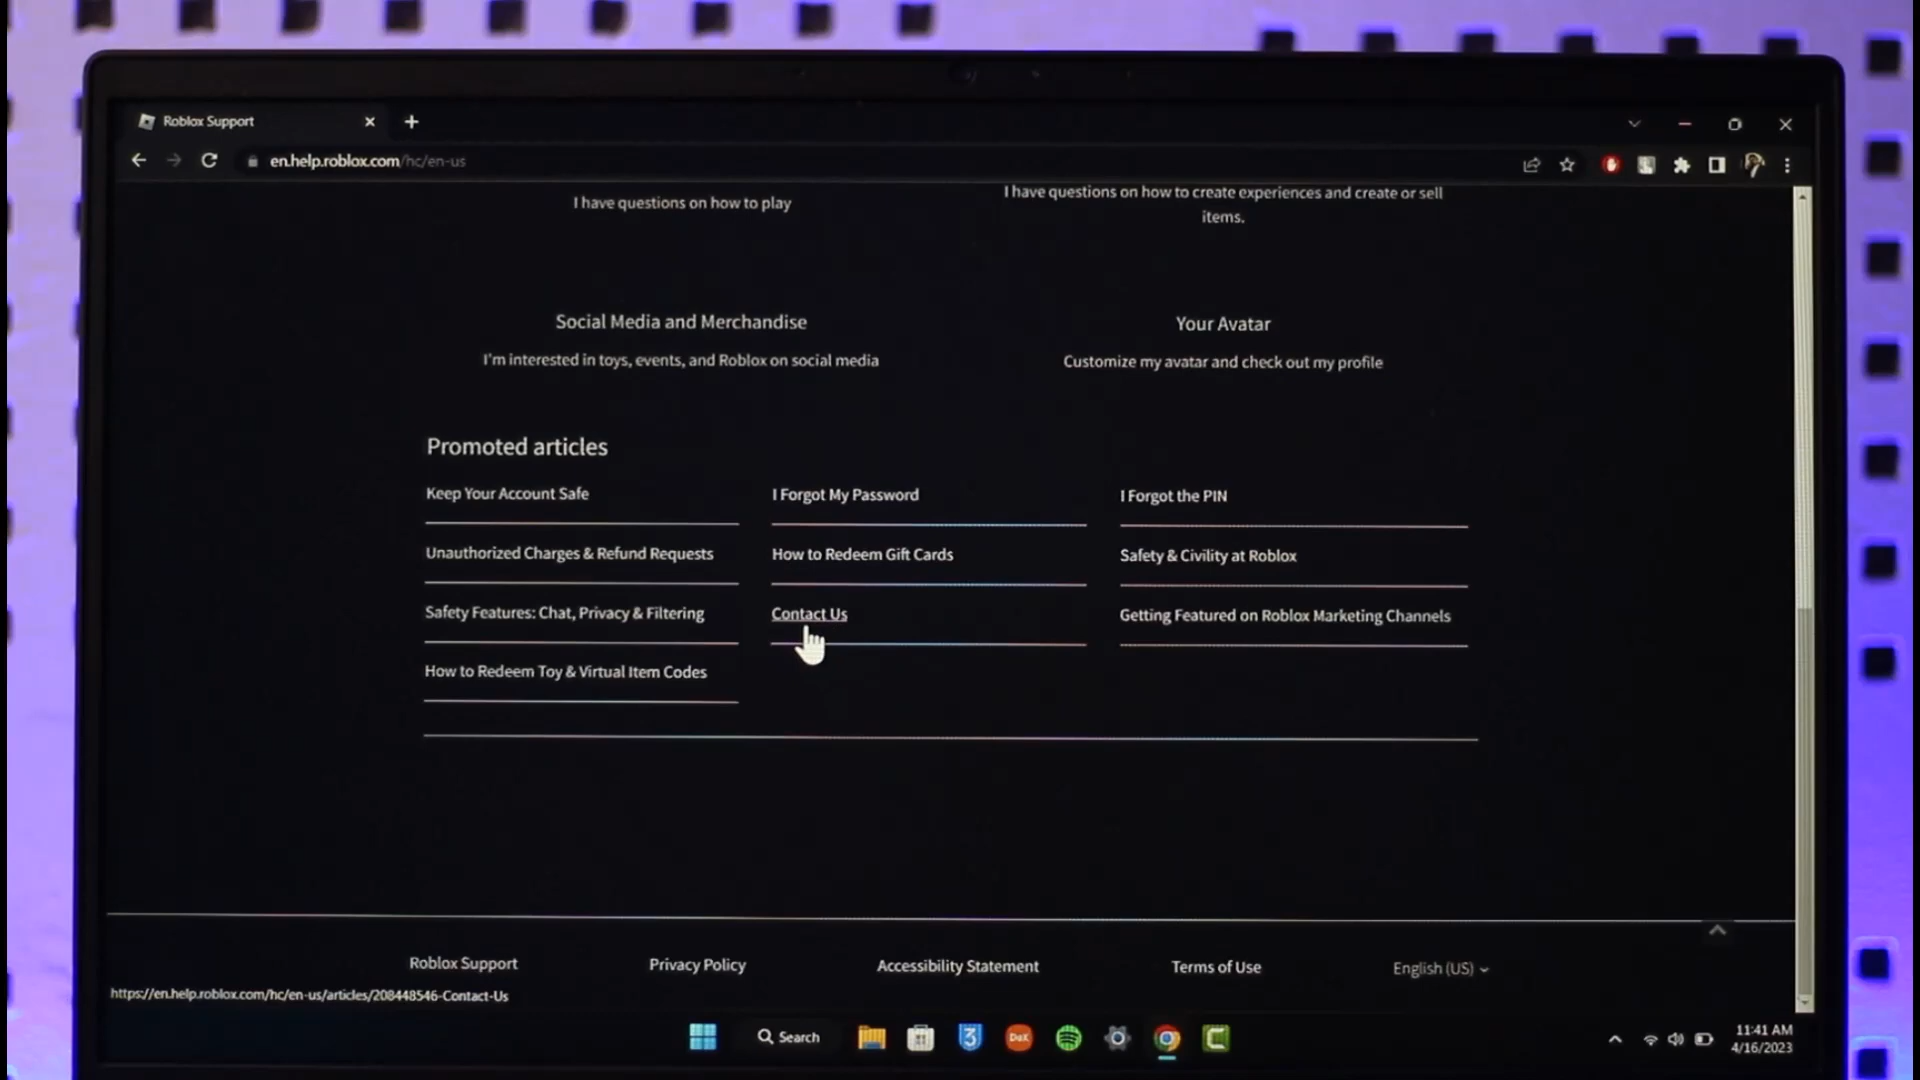 Roblox Support
en.help.roblox.com/hc/en-us
I have questions on how to play
I have questions on how to create experiences and create or sell
items.
Social Media and Merchandise
Your Avatar
I'm interested in toys, events, and Roblox on social media
Customize my avatar and check out my profile
Promoted articles
Keep Your Account Safe
I Forgot My Password
I Forgot the PIN
Unauthorized Charges & Refund Requests
How to Redeem Gift Cards
Safety & Civility at Roblox
Safety Features: Chat, Privacy & Filtering
Contact Us
Getting Featured on Roblox Marketing Channels
How to Redeem Toy & Virtual Item Codes
Roblox Support
Privacy Policy
Accessibility Statement
Terms of Use
English (US)
https://en.help.roblox.com/hc/en-us/articles/208448546-Contact-Us
Search
3
DeX
11:41 AM
4/16/2023